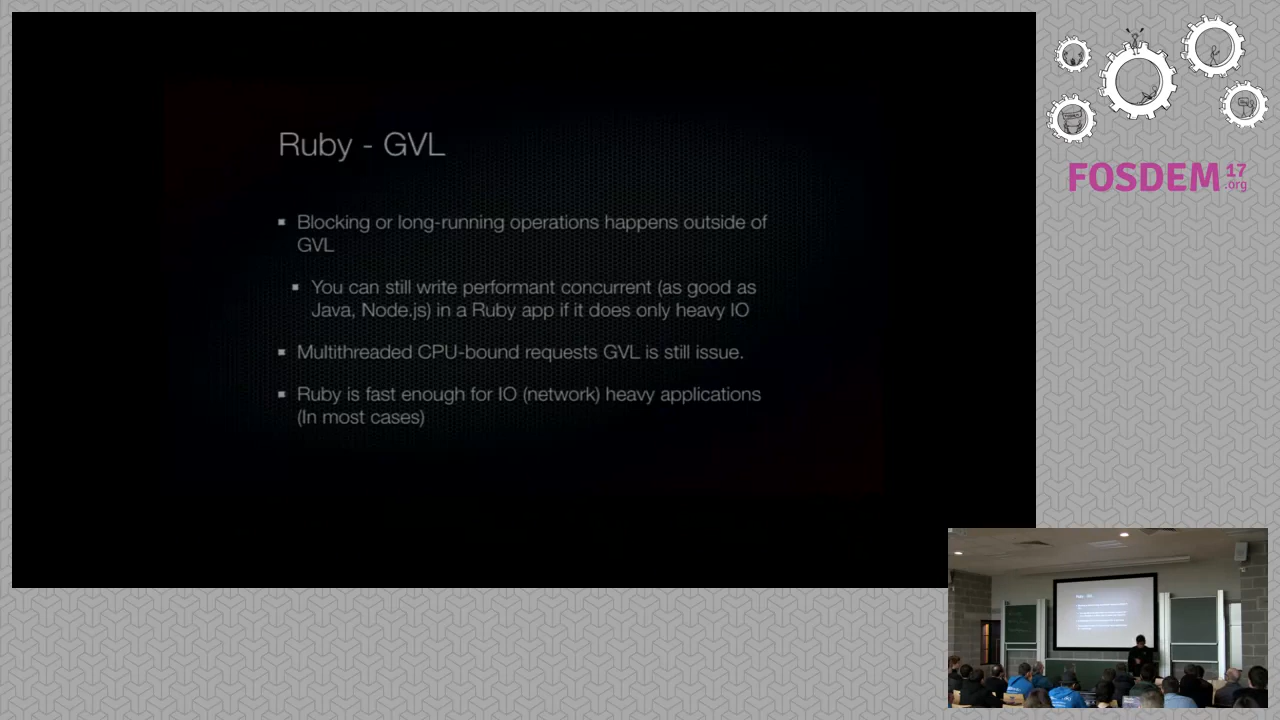 Ruby - GVL
Blocking or long-running operations happens outside of
GVL
You can still write performant concurrent (as good as
Java, Node.js) in a Ruby app if it does only heavy IO
Multithreaded CPU-bound requests GVL is still issue.
Ruby is fast enough for IO (network) heavy applications
(In most cases)
FOSDEM 17
.org